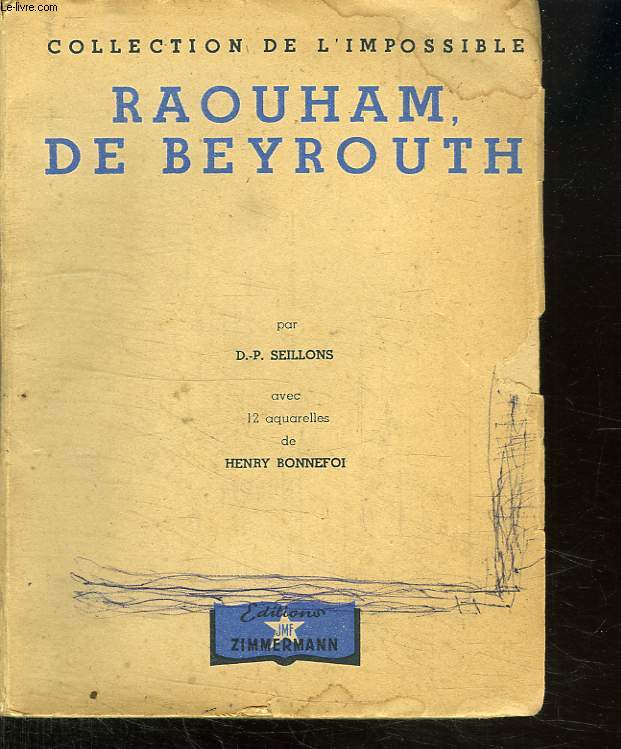 Le-livre.com
COLLECTION DE L'IMPOSSIBLE
RAOUHAM,
DE BEYROUTH
par
D.-P. SEILLONS
avec
12 aquarelles
de
HENRY BONNEFOI
Editions
JMF
ZIMMERMANN